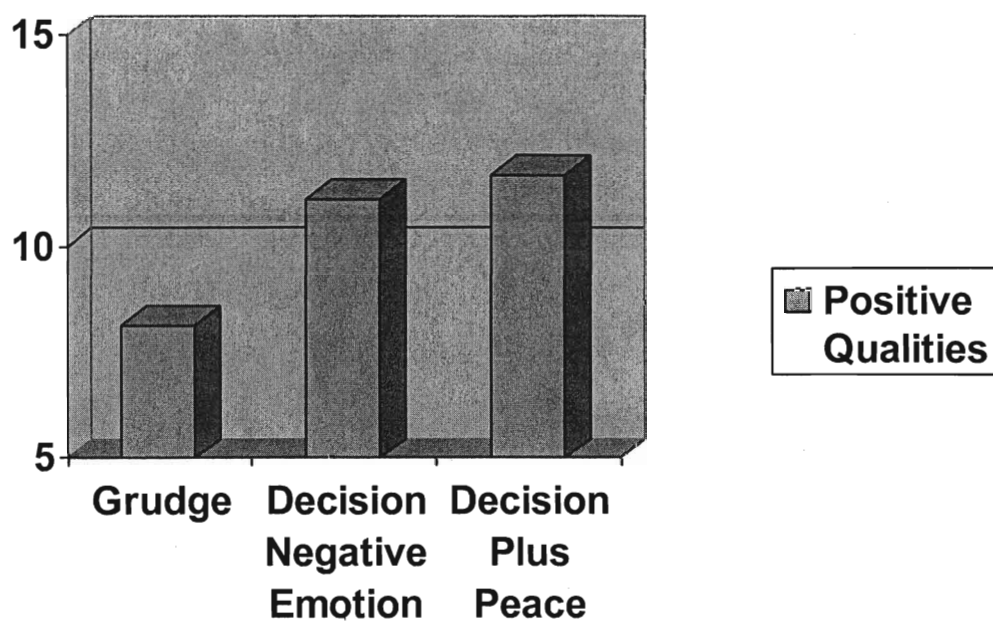 15
10
5
Grudge
Decision
Negative
Emotion
Decision
Plus
Peace
Positive
Qualities